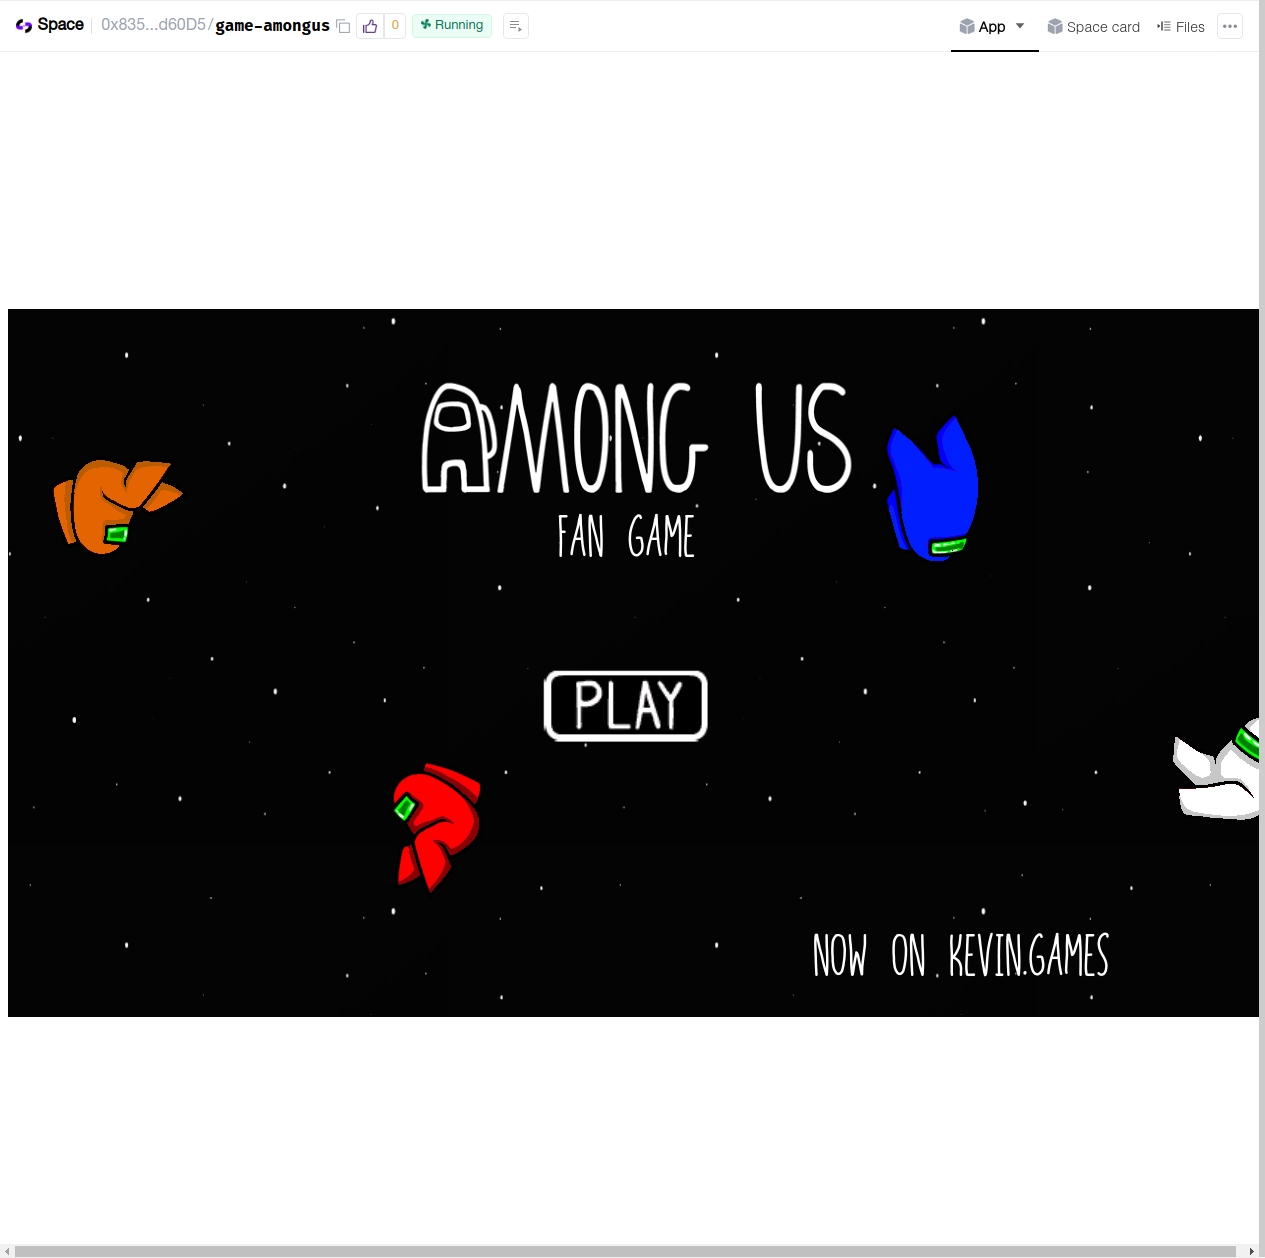 Space 0x835...d60D5/game-amongus 0 Running App Space card Files
AMONG US
FAN GAME
PLAY
NOW ON KEVIN.GAMES